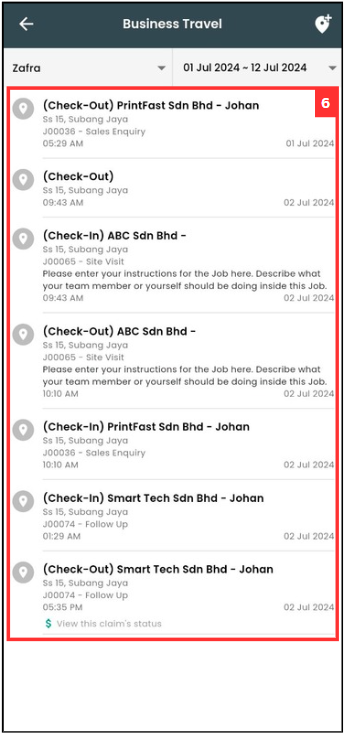 Business Travel
Zafra
01 Jul 2024 ~ 12 Jul 2024
6
(Check-Out) PrintFast Sdn Bhd - Johan
Ss 15, Subang Jaya
J00036 - Sales Enquiry
05:29 AM 01 Jul 2024
(Check-Out)
Ss 15, Subang Jaya
09:43 AM 02 Jul 2024
(Check-In) ABC Sdn Bhd -
Ss 15, Subang Jaya
J00065 - Site Visit
Please enter your instructions for the Job here. Describe what
your team member or yourself should be doing inside this Job.
09:43 AM 02 Jul 2024
(Check-Out) ABC Sdn Bhd -
Ss 15, Subang Jaya
J00065 - Site Visit
Please enter your instructions for the Job here. Describe what
your team member or yourself should be doing inside this Job.
10:10 AM 02 Jul 2024
(Check-In) PrintFast Sdn Bhd - Johan
Ss 15, Subang Jaya
J00036 - Sales Enquiry
10:10 AM 02 Jul 2024
(Check-In) Smart Tech Sdn Bhd - Johan
Ss 15, Subang Jaya
J00074 - Follow Up
01:29 AM 02 Jul 2024
(Check-Out) Smart Tech Sdn Bhd - Johan
Ss 15, Subang Jaya
J00074 - Follow Up
05:35 PM 02 Jul 2024
$ View this claim's status